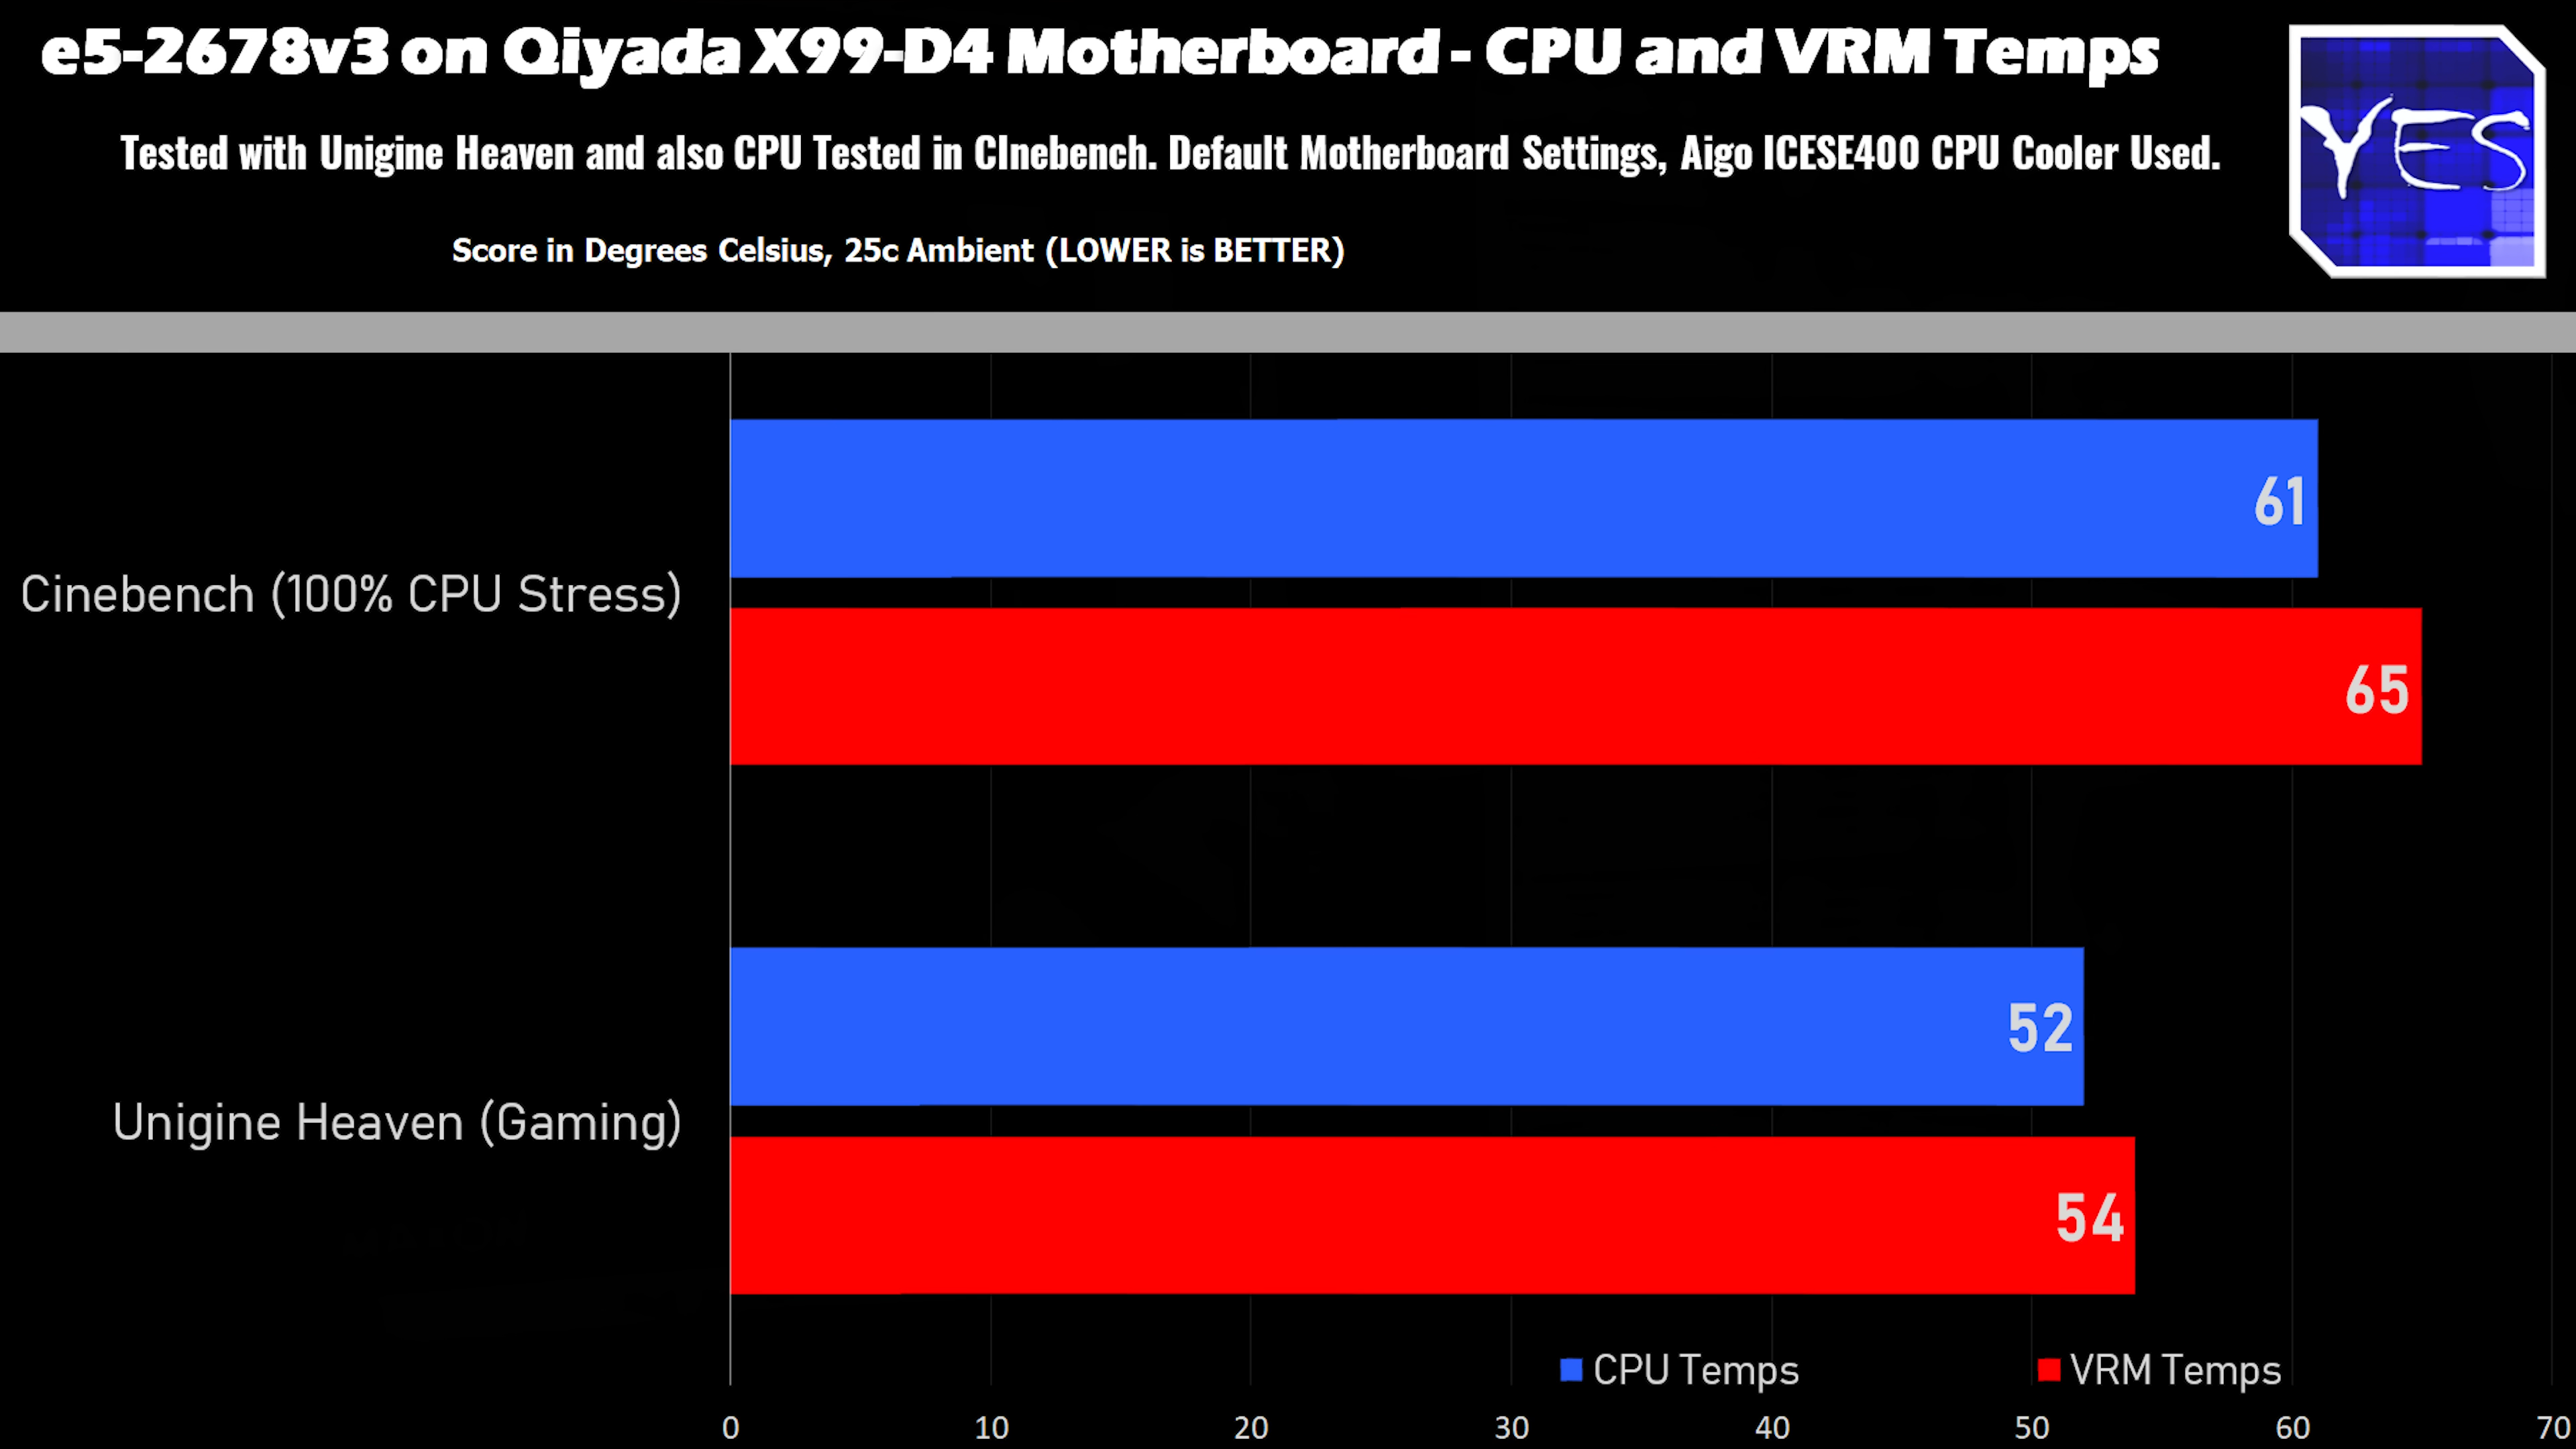 e5-2678v3 on Qiyada X99-D4 Motherboard - CPU and VRM Temps
Tested with Unigine Heaven and also CPU Tested in CInebench. Default Motherboard Settings, Aigo ICESE400 CPU Cooler Used.
YES
Score in Degrees Celsius, 25c Ambient (LOWER is BETTER)
61
Cinebench (100% CPU Stress)
65
52
Unigine Heaven (Gaming)
54
CPU Temps VRM Temps
0 10 20 30 40 50 60 70